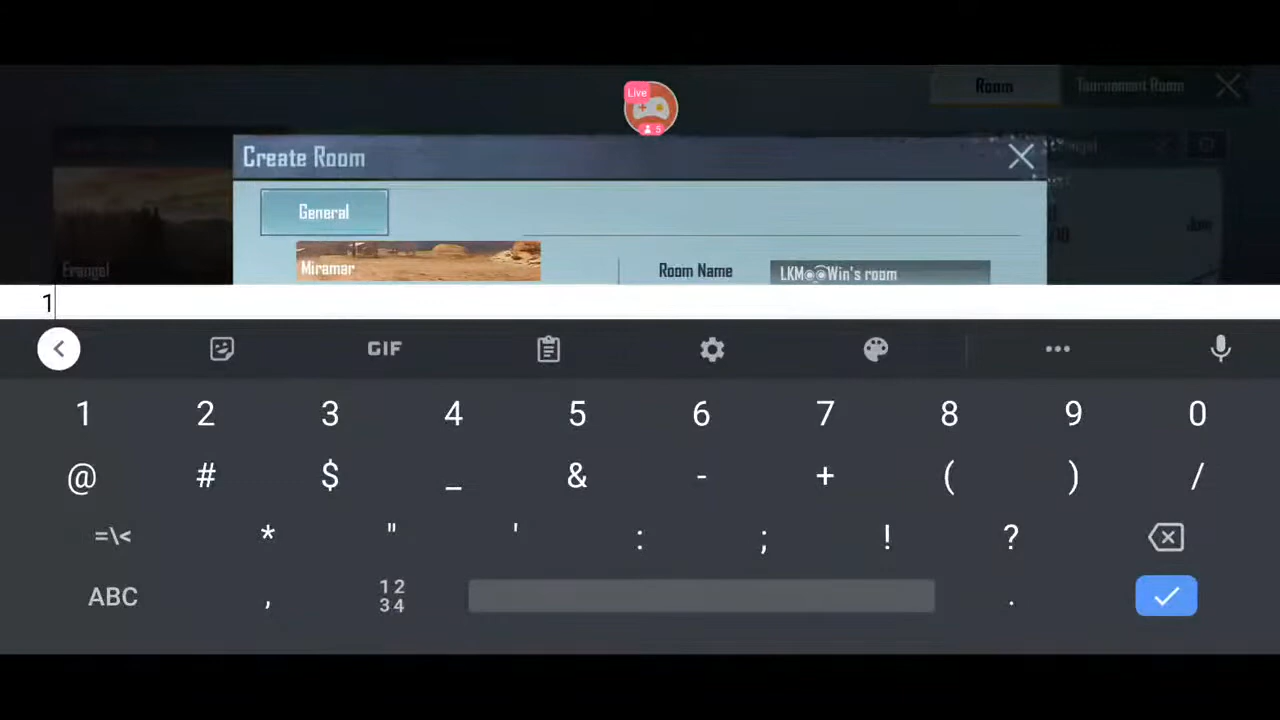 Room Tournament Room
Live
5
Create Room
General
Erangel
Miramar
Room Name LKM◉◉Win's room
1
GIF
1 2 3 4 5 6 7 8 9 0
@ # $ _ & - + ( ) /
=\< * " ' : ; ! ?
ABC , 12 34 .